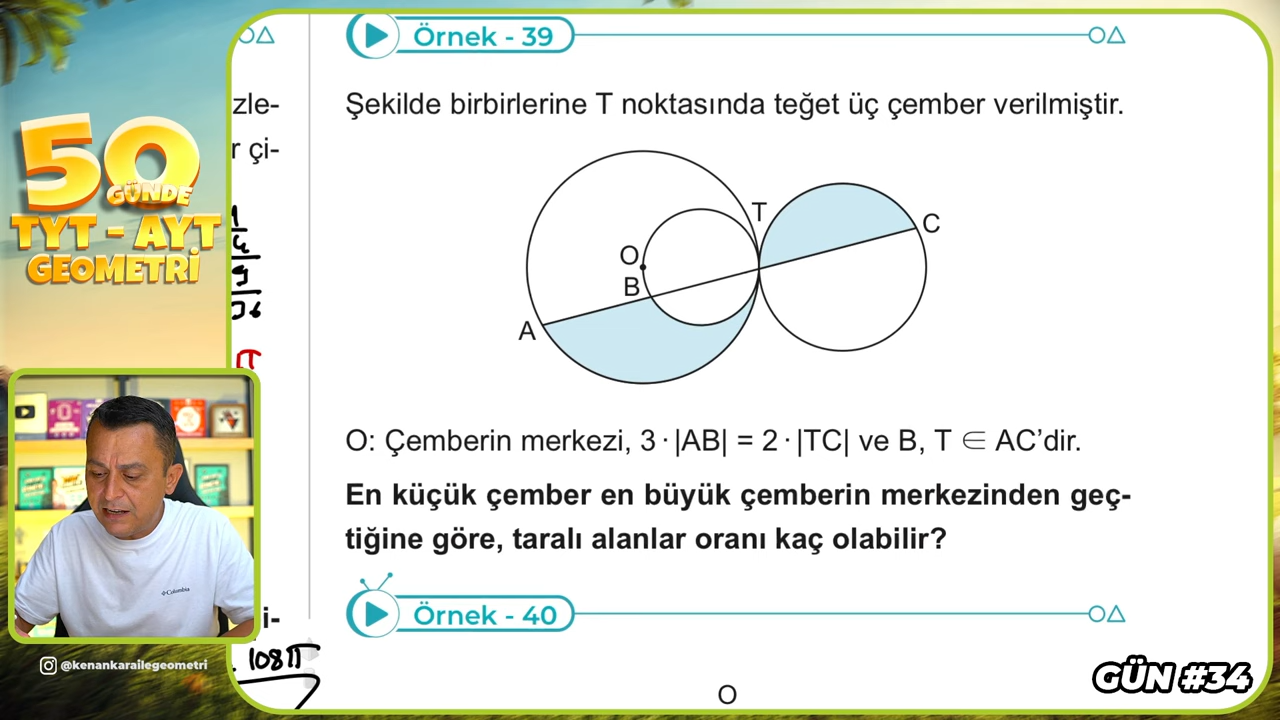 Örnek - 39
zle-
r çi-
Şekilde birbirlerine T noktasında teğet üç çember verilmiştir.
T
C
O
B
A
O: Çemberin merkezi, 3·|AB| = 2·|TC| ve B, T ∈ AC’dir.
En küçük çember en büyük çemberin merkezinden geç-
tiğine göre, taralı alanlar oranı kaç olabilir?
Örnek - 40
i-
108π
O
50
GÜNDE
TYT - AYT
GEOMETRİ
Columbia
@kenankarailegeometri
GÜN #34